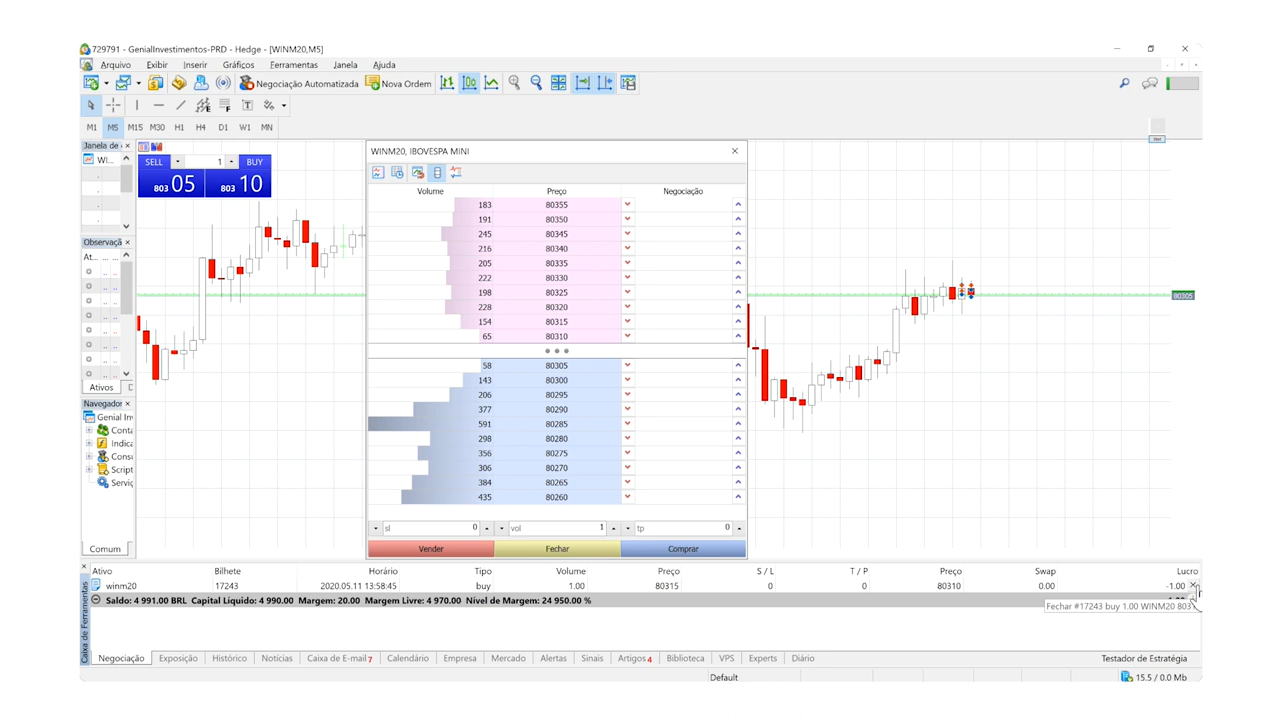 729791 - GenialInvestimentos-PRD - Hedge - [WINM20,M5]
Arquivo Exibir Inserir Gráficos Ferramentas Janela Ajuda
Negociação Automatizada Nova Ordem
M1 M5 M15 M30 H1 H4 D1 W1 MN
Janela de
WI...
SELL 1 BUY
803 05 803 10
Observaçã
At... ... ...
Ativos D
Navegador
Genial In
Conta
Indica
Consu
Script
Serviç
Comum
WINM20, IBOVESPA MINI
Volume Preço Negociação
183 80355
191 80350
245 80345
216 80340
205 80335
222 80330
198 80325
228 80320
154 80315
65 80310
58 80305
143 80300
206 80295
377 80290
591 80285
298 80280
356 80275
306 80270
384 80265
435 80260
sl 0 vol 1 tp 0
Vender Fechar Comprar
80305
Ativo Bilhete Horário Tipo Volume Preço S / L T / P Preço Swap Lucro
winm20 17243 2020.05.11 13:58:45 buy 1.00 80315 0 0 80310 0.00 -1.00
Saldo: 4 991.00 BRL Capital Líquido: 4 990.00 Margem: 20.00 Margem Livre: 4 970.00 Nível de Margem: 24 950.00 %
Fechar #17243 buy 1.00 WINM20 803
Caixa de Ferramentas
Negociação Exposição Histórico Notícias Caixa de E-mail 7 Calendário Empresa Mercado Alertas Sinais Artigos 4 Biblioteca VPS Experts Diário Testador de Estratégia
Default 15.5 / 0.0 Mb